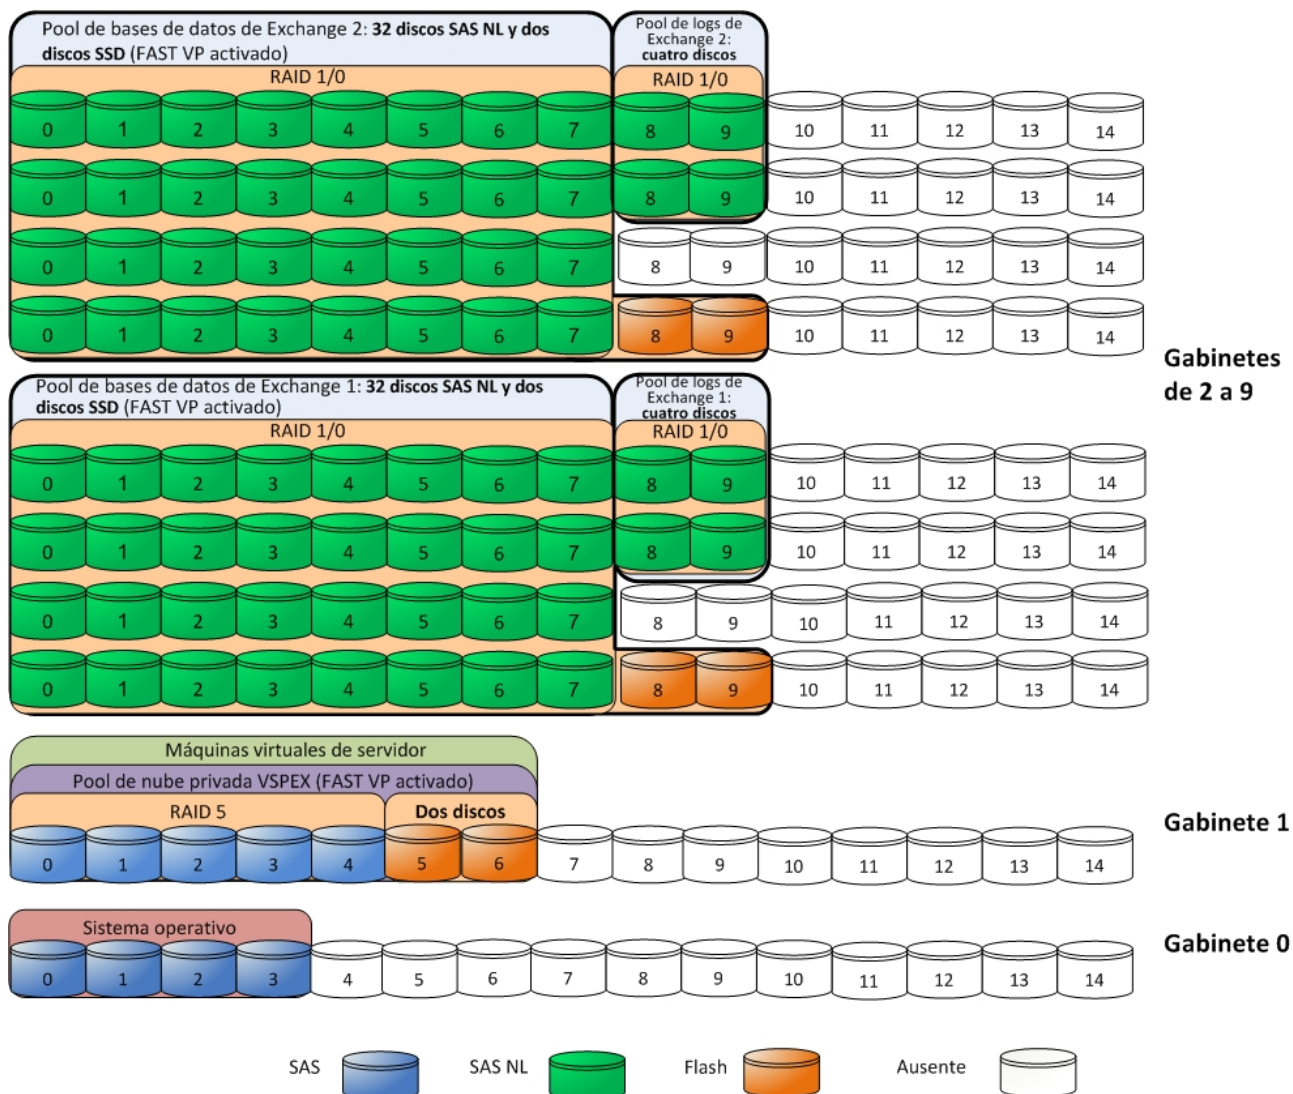 Pool de bases de datos de Exchange 2: 32 discos SAS NL y dos
discos SSD (FAST VP activado)
Pool de logs de
Exchange 2:
cuatro discos
RAID 1/0
RAID 1/0
0 1 2 3 4 5 6 7 8 9 10 11 12 13 14
0 1 2 3 4 5 6 7 8 9 10 11 12 13 14
0 1 2 3 4 5 6 7 8 9 10 11 12 13 14
0 1 2 3 4 5 6 7 8 9 10 11 12 13 14
Gabinetes
de 2 a 9
Pool de bases de datos de Exchange 1: 32 discos SAS NL y dos
discos SSD (FAST VP activado)
Pool de logs de
Exchange 1:
cuatro discos
RAID 1/0
RAID 1/0
0 1 2 3 4 5 6 7 8 9 10 11 12 13 14
0 1 2 3 4 5 6 7 8 9 10 11 12 13 14
0 1 2 3 4 5 6 7 8 9 10 11 12 13 14
0 1 2 3 4 5 6 7 8 9 10 11 12 13 14
Máquinas virtuales de servidor
Pool de nube privada VSPEX (FAST VP activado)
RAID 5
Dos discos
0 1 2 3 4 5 6 7 8 9 10 11 12 13 14
Gabinete 1
Sistema operativo
0 1 2 3 4 5 6 7 8 9 10 11 12 13 14
Gabinete 0
SAS
SAS NL
Flash
Ausente